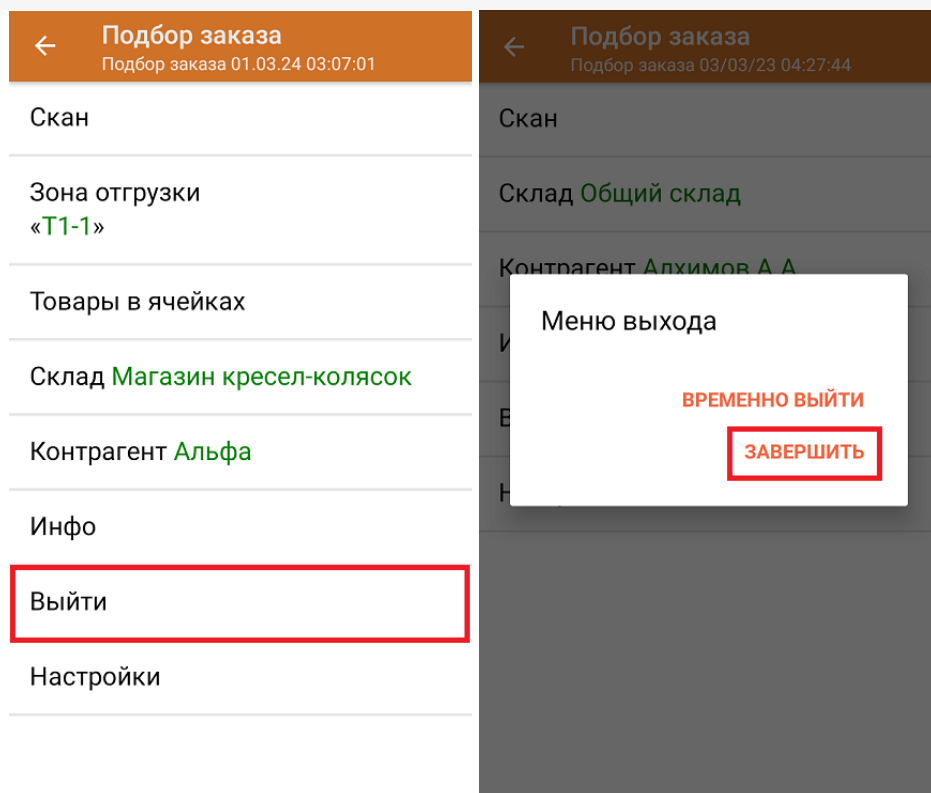 Подбор заказа
Подбор заказа 01.03.24 03:07:01
Скан
Зона отгрузки
«Т1-1»
Товары в ячейках
Склад Магазин кресел-колясок
Контрагент Альфа
Инфо
Выйти
Настройки
Подбор заказа
Подбор заказа 03/03/23 04:27:44
Скан
Склад Общий склад
Контрагент Алхимов А А
Меню выхода
ВРЕМЕННО ВЫЙТИ
ЗАВЕРШИТЬ